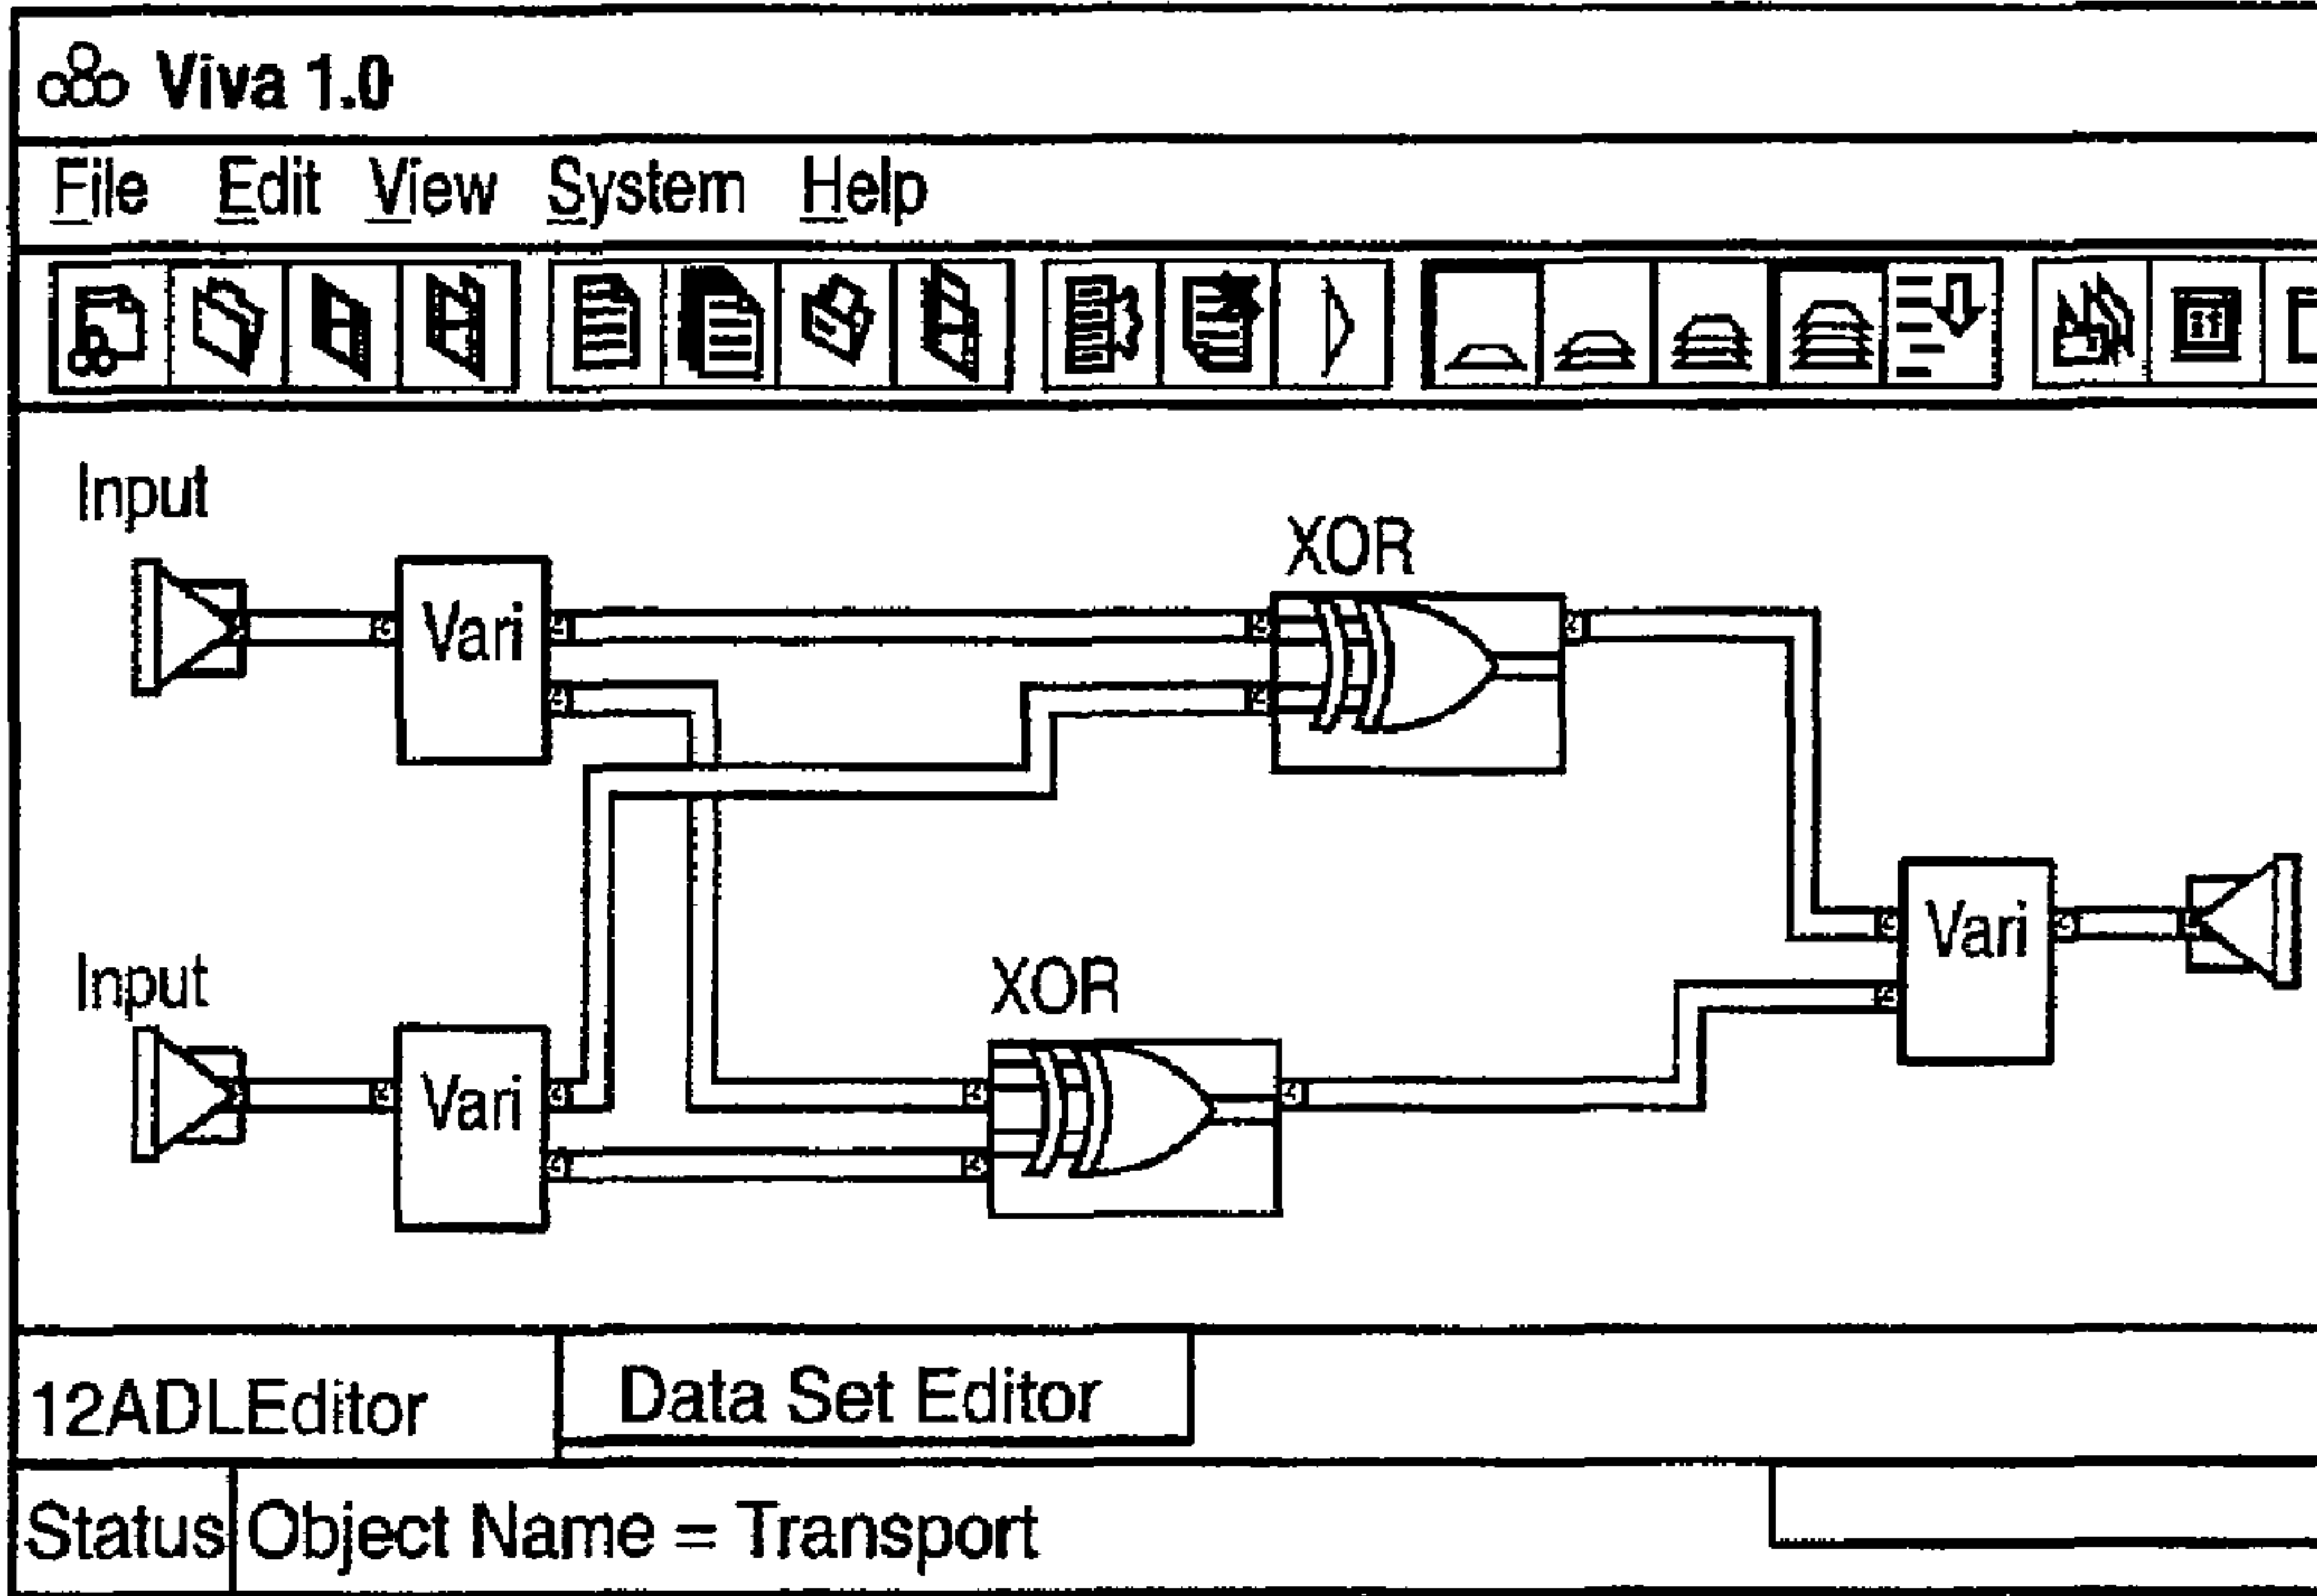 Viva 1.0
File Edit View System Help
Input
XOR
Vari
Input
XOR
Vari
Vari
12ADLEditor Data Set Editor
Status Object Name = Transport